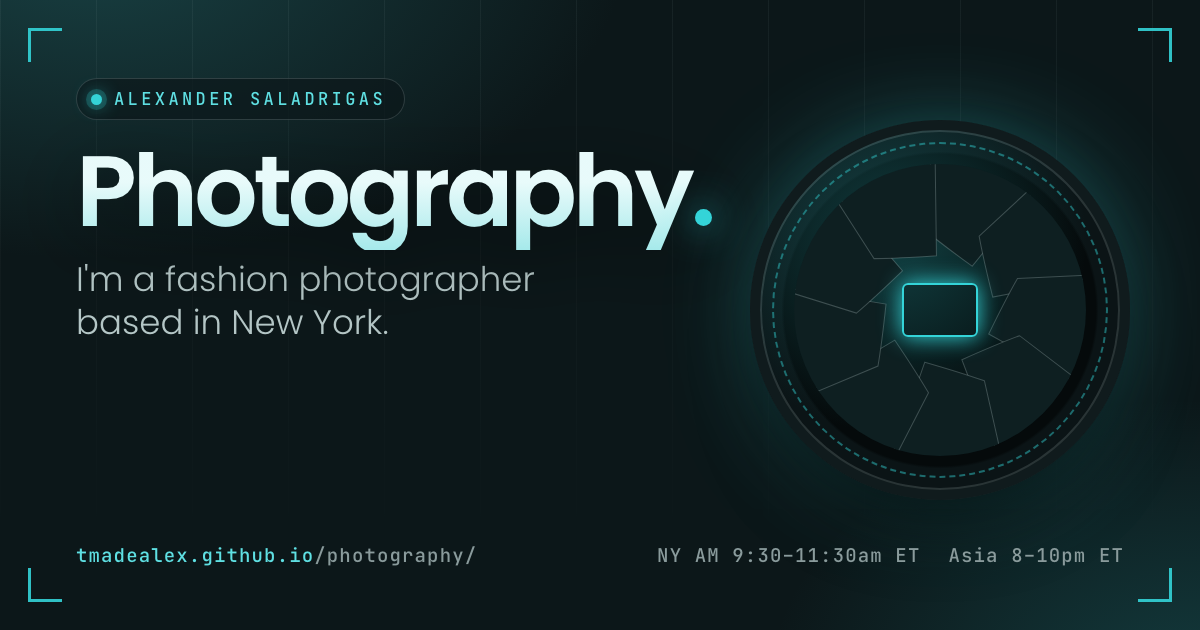 ALEXANDER SALADRIGAS
Photography.
I'm a fashion photographer
based in New York.
tmadealex.github.io/photography/
NY AM 9:30–11:30am ET Asia 8–10pm ET